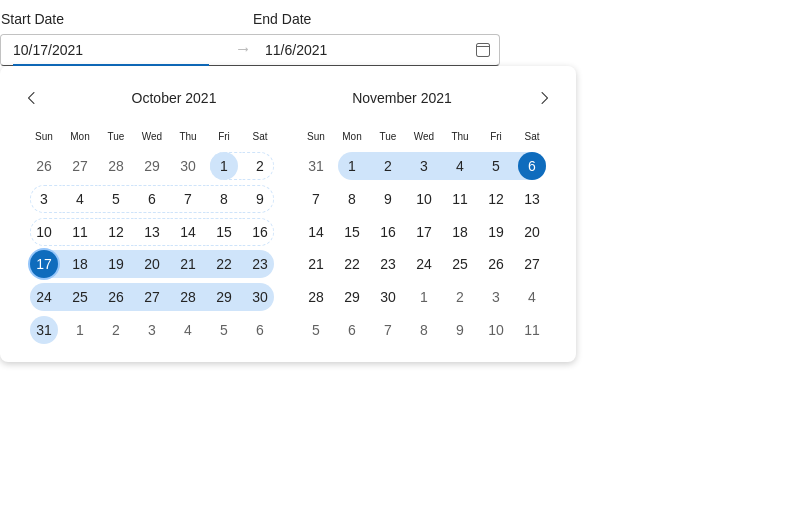 Start Date End Date
10/17/2021 → 11/6/2021
October 2021 November 2021
Sun Mon Tue Wed Thu Fri Sat Sun Mon Tue Wed Thu Fri Sat
26 27 28 29 30 1 2 31 1 2 3 4 5 6
3 4 5 6 7 8 9 7 8 9 10 11 12 13
10 11 12 13 14 15 16 14 15 16 17 18 19 20
17 18 19 20 21 22 23 21 22 23 24 25 26 27
24 25 26 27 28 29 30 28 29 30 1 2 3 4
31 1 2 3 4 5 6 5 6 7 8 9 10 11